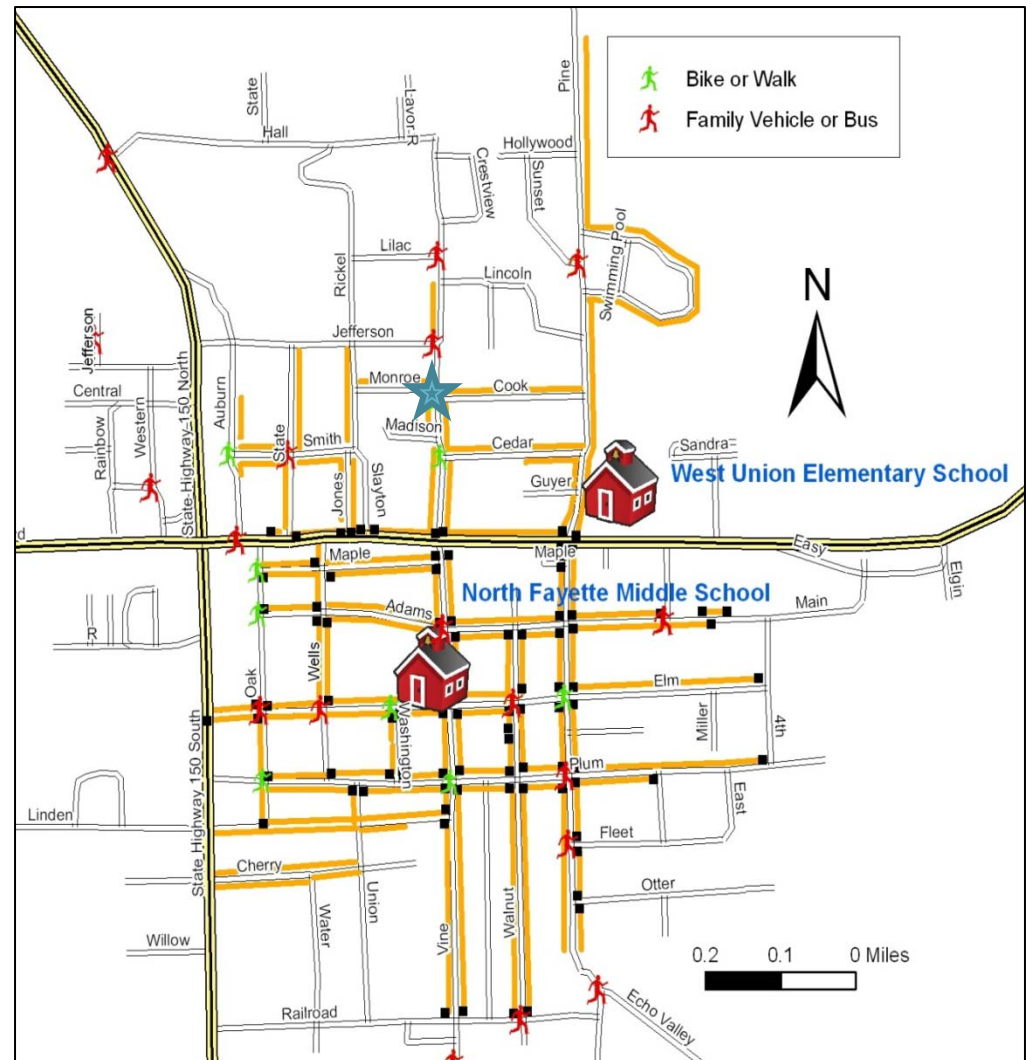 Bike or Walk
Family Vehicle or Bus
State
Lavor R
Pine
Hall
Hollywood
Crestview
Sunset
Lilac
Rickel
Lincoln
Swimming Pool
N
Jefferson
Jefferson
State Highway 150 North
Auburn
Monroe
Cook
Central
Rainbow
Western
Madison
State
Smith
Cedar
Sandra
West Union Elementary School
Jones
Slayton
Guyer
d
Maple
Maple
Easy
Elgin
North Fayette Middle School
Adams
Main
R
Wells
Oak
Elm
Washington
Miller
4th
State Highway 150 South
Plum
East
Linden
Fleet
Cherry
Union
Otter
Water
Willow
Vine
Walnut
0.2 0.1 0 Miles
Railroad
Echo Valley